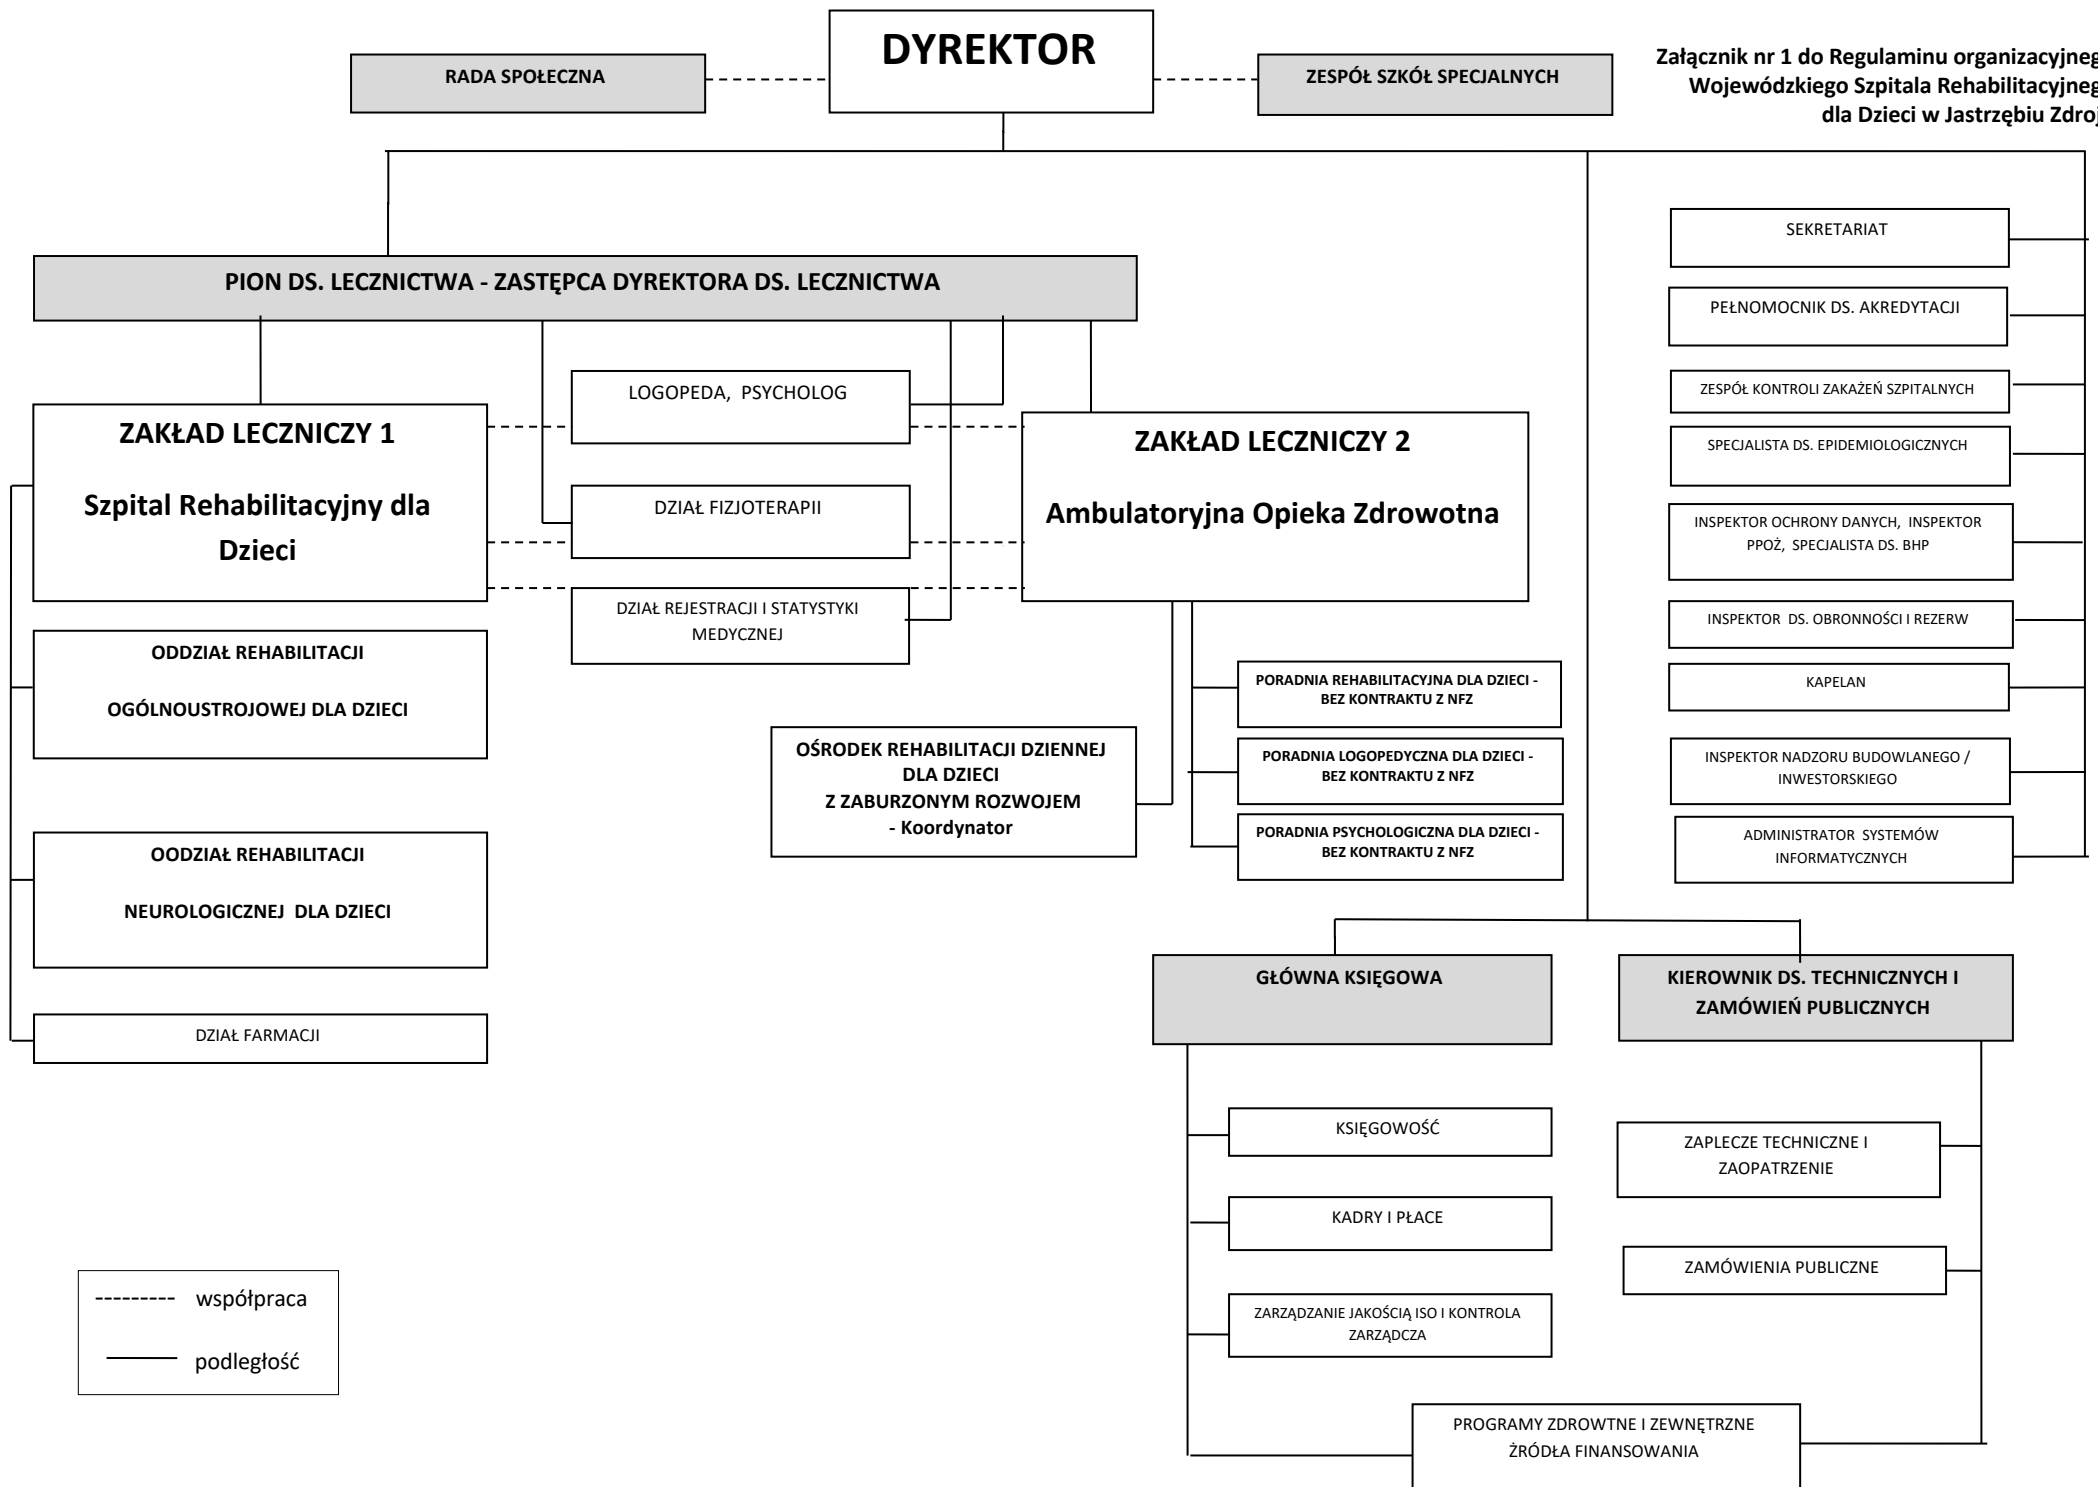 DYREKTOR
RADA SPOŁECZNA
ZESPÓŁ SZKÓŁ SPECJALNYCH
Załącznik nr 1 do Regulaminu organizacyjneg
Wojewódzkiego Szpitala Rehabilitacyjneg
dla Dzieci w Jastrzębiu Zdroj
SEKRETARIAT
PEŁNOMOCNIK DS. AKREDYTACJI
ZESPÓŁ KONTROLI ZAKAŻEŃ SZPITALNYCH
SPECJALISTA DS. EPIDEMIOLOGICZNYCH
INSPEKTOR OCHRONY DANYCH, INSPEKTOR
PPOŻ, SPECJALISTA DS. BHP
INSPEKTOR DS. OBRONNOŚCI I REZERW
KAPELAN
INSPEKTOR NADZORU BUDOWLANEGO /
INWESTORSKIEGO
ADMINISTRATOR SYSTEMÓW
INFORMATYCZNYCH
PION DS. LECZNICTWA - ZASTĘPCA DYREKTORA DS. LECZNICTWA
LOGOPEDA, PSYCHOLOG
DZIAŁ FIZJOTERAPII
DZIAŁ REJESTRACJI I STATYSTYKI
MEDYCZNEJ
ZAKŁAD LECZNICZY 1
Szpital Rehabilitacyjny dla
Dzieci
ODDZIAŁ REHABILITACJI
OGÓLNOUSTROJOWEJ DLA DZIECI
OODZIAŁ REHABILITACJI
NEUROLOGICZNEJ DLA DZIECI
DZIAŁ FARMACJI
ZAKŁAD LECZNICZY 2
Ambulatoryjna Opieka Zdrowotna
OŚRODEK REHABILITACJI DZIENNEJ
DLA DZIECI
Z ZABURZONYM ROZWOJEM
- Koordynator
PORADNIA REHABILITACYJNA DLA DZIECI -
BEZ KONTRAKTU Z NFZ
PORADNIA LOGOPEDYCZNA DLA DZIECI -
BEZ KONTRAKTU Z NFZ
PORADNIA PSYCHOLOGICZNA DLA DZIECI -
BEZ KONTRAKTU Z NFZ
GŁÓWNA KSIĘGOWA
KSIĘGOWOŚĆ
KADRY I PŁACE
ZARZĄDZANIE JAKOŚCIĄ ISO I KONTROLA
ZARZĄDCZA
KIEROWNIK DS. TECHNICZNYCH I
ZAMÓWIEŃ PUBLICZNYCH
ZAPLECZE TECHNICZNE I
ZAOPATRZENIE
ZAMÓWIENIA PUBLICZNE
PROGRAMY ZDROWTNE I ZEWNĘTRZNE
ŻRÓDŁA FINANSOWANIA
współpraca
podległość